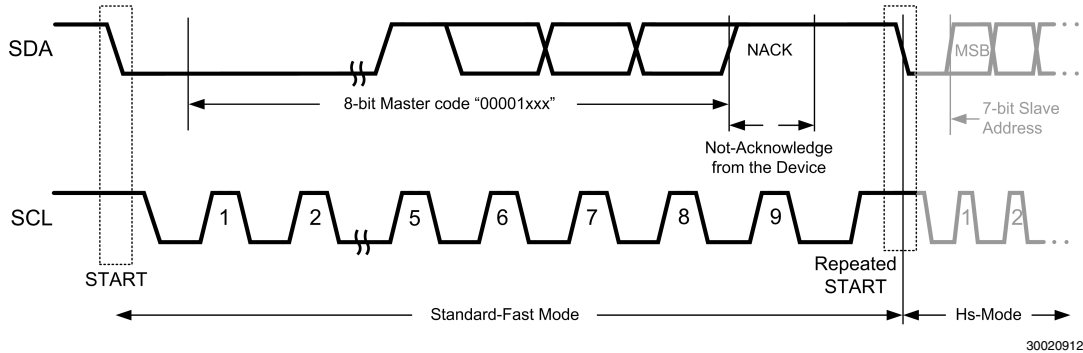 SDA
NACK
MSB
8-bit Master code “00001xxx”
7-bit Slave
Address
Not-Acknowledge
from the Device
SCL
1 2 5 6 7 8 9 1 2
START
Repeated
START
Standard-Fast Mode
Hs-Mode
30020912